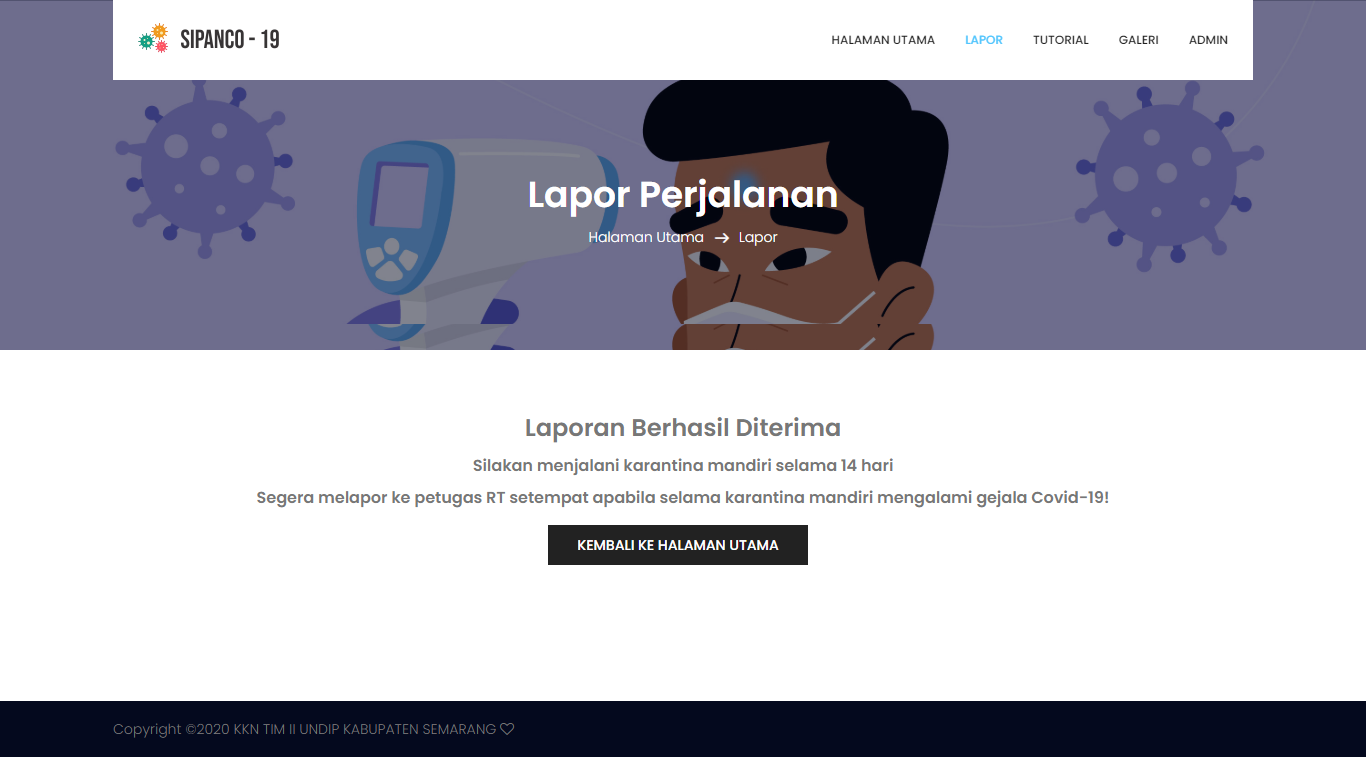 SIPANCO - 19
HALAMAN UTAMA LAPOR TUTORIAL GALERI ADMIN
Lapor Perjalanan
Halaman Utama → Lapor
Laporan Berhasil Diterima
Silakan menjalani karantina mandiri selama 14 hari
Segera melapor ke petugas RT setempat apabila selama karantina mandiri mengalami gejala Covid-19!
KEMBALI KE HALAMAN UTAMA
Copyright ©2020 KKN TIM II UNDIP KABUPATEN SEMARANG ♡